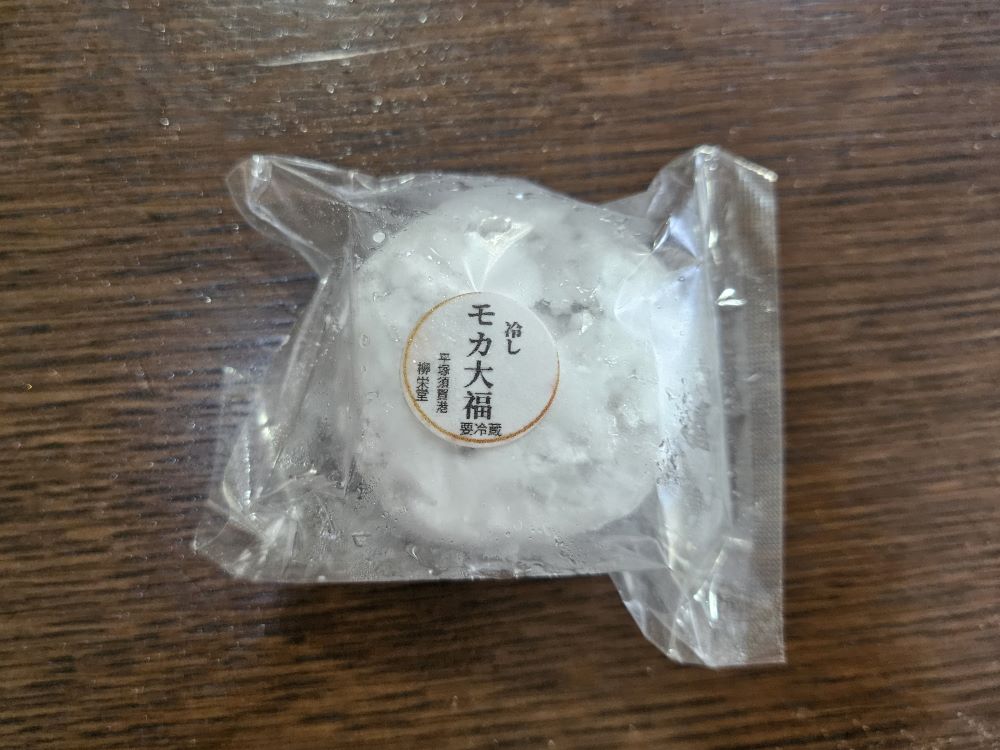 冷し
モカ大福
平塚須賀港
柳栄堂
要冷蔵